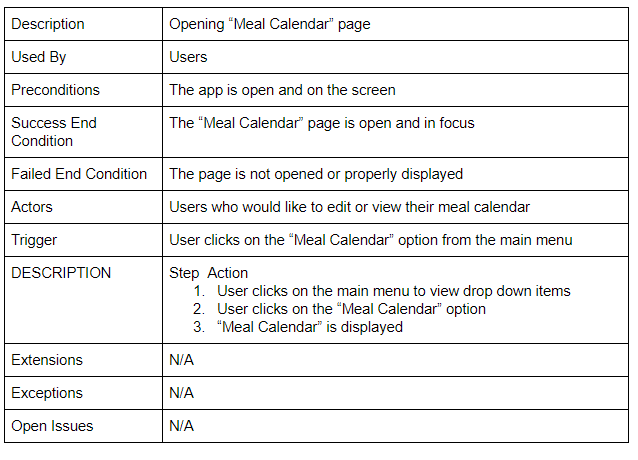 Description Opening “Meal Calendar” page
Used By Users
Preconditions The app is open and on the screen
Success End The “Meal Calendar” page is open and in focus
Condition
Failed End Condition The page is not opened or properly displayed
Actors Users who would like to edit or view their meal calendar
Trigger User clicks on the “Meal Calendar” option from the main menu
DESCRIPTION Step Action
1. User clicks on the main menu to view drop down items
2. User clicks on the “Meal Calendar” option
3. “Meal Calendar” is displayed
Extensions N/A
Exceptions N/A
Open Issues N/A